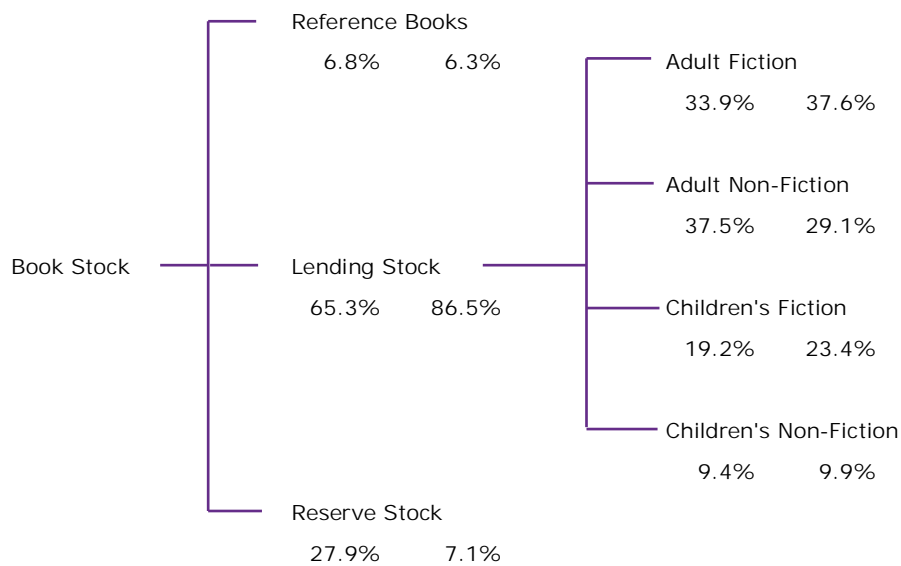 Reference Books
6.8% 6.3%
Adult Fiction
33.9% 37.6%
Adult Non-Fiction
37.5% 29.1%
Book Stock
Lending Stock
65.3% 86.5%
Children's Fiction
19.2% 23.4%
Children's Non-Fiction
9.4% 9.9%
Reserve Stock
27.9% 7.1%